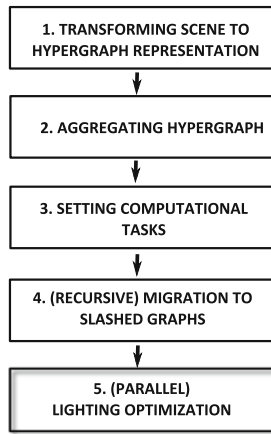 1. TRANSFORMING SCENE TO
HYPERGRAPH REPRESENTATION
2. AGGREGATING HYPERGRAPH
3. SETTING COMPUTATIONAL
TASKS
4. (RECURSIVE) MIGRATION TO
SLASHED GRAPHS
5. (PARALLEL)
LIGHTING OPTIMIZATION